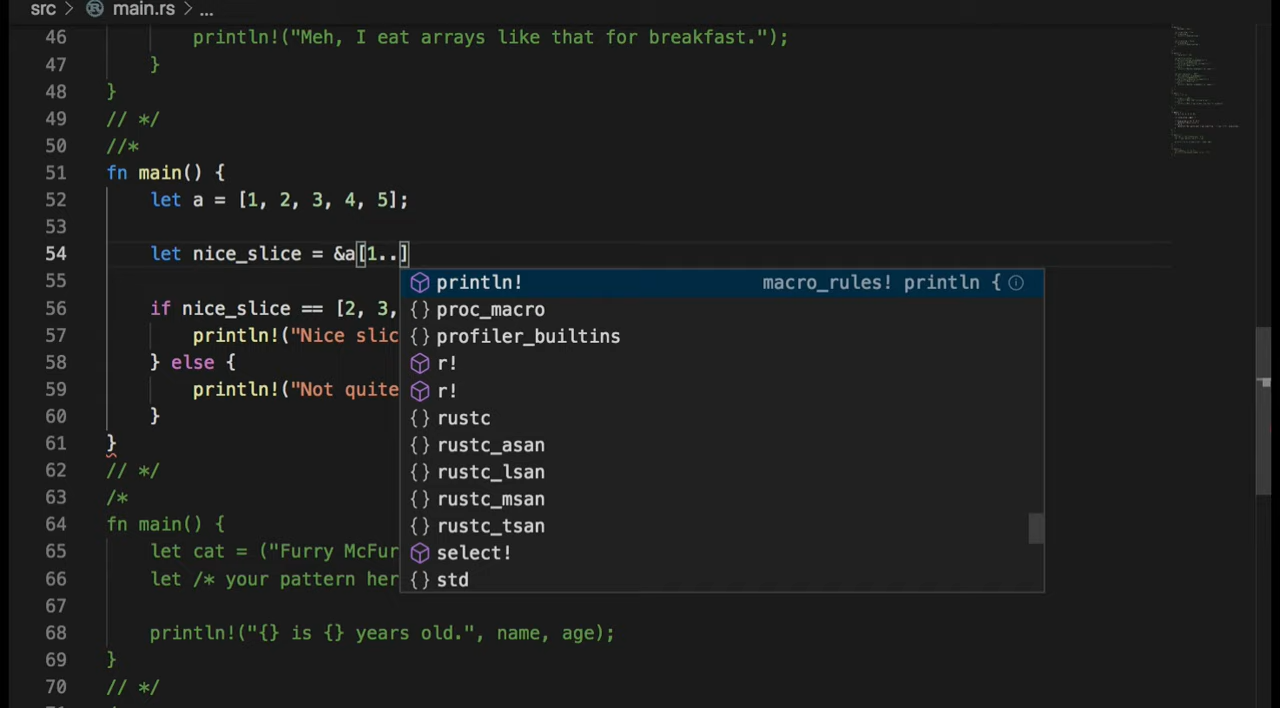 src > main.rs > ...
46 println!("Meh, I eat arrays like that for breakfast.");
47 }
48 }
49 // */
50 //*
51 fn main() {
52 let a = [1, 2, 3, 4, 5];
53
54 let nice_slice = &a[1..]
55 println! macro_rules! println {
56 if nice_slice == [2, 3, proc_macro
57 println!("Nice slic profiler_builtins
58 } else { r!
59 println!("Not quite r!
60 } rustc
61 } rustc_asan
62 // */ rustc_lsan
63 /* rustc_msan
64 fn main() { rustc_tsan
65 let cat = ("Furry McFur select!
66 let /* your pattern her {} std
67
68 println!("{} is {} years old.", name, age);
69 }
70 // */